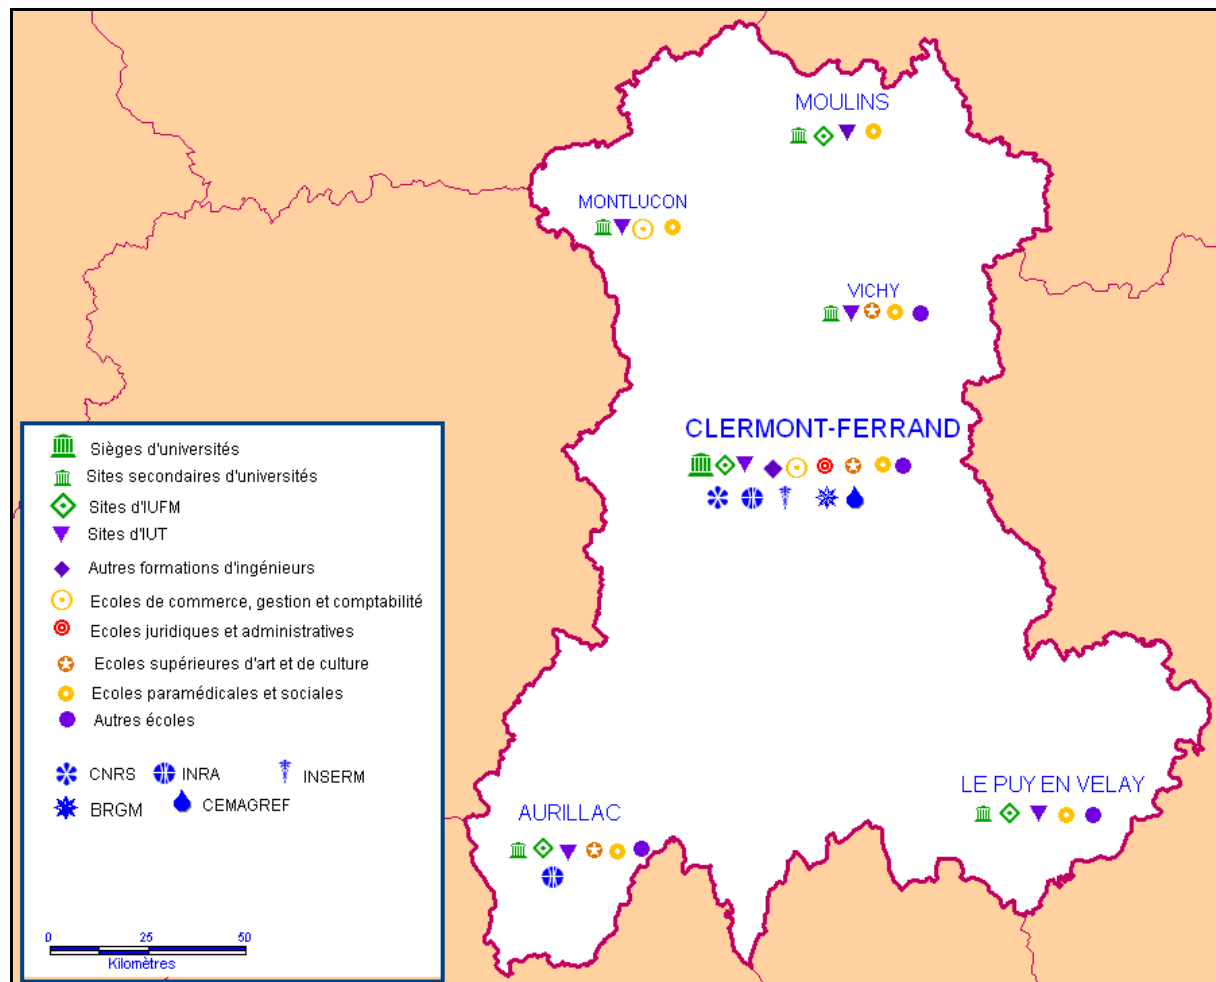 MOULINS
MONTLUCON
VICHY
CLERMONT-FERRAND
Sièges d'universités
Sites secondaires d'universités
Sites d'IUFM
Sites d'IUT
Autres formations d'ingénieurs
Ecoles de commerce, gestion et comptabilité
Ecoles juridiques et administratives
Ecoles supérieures d'art et de culture
Ecoles paramédicales et sociales
Autres écoles
CNRS INRA INSERM
BRGM CEMAGREF
0 25 50
Kilomètres
AURILLAC
LE PUY EN VELAY